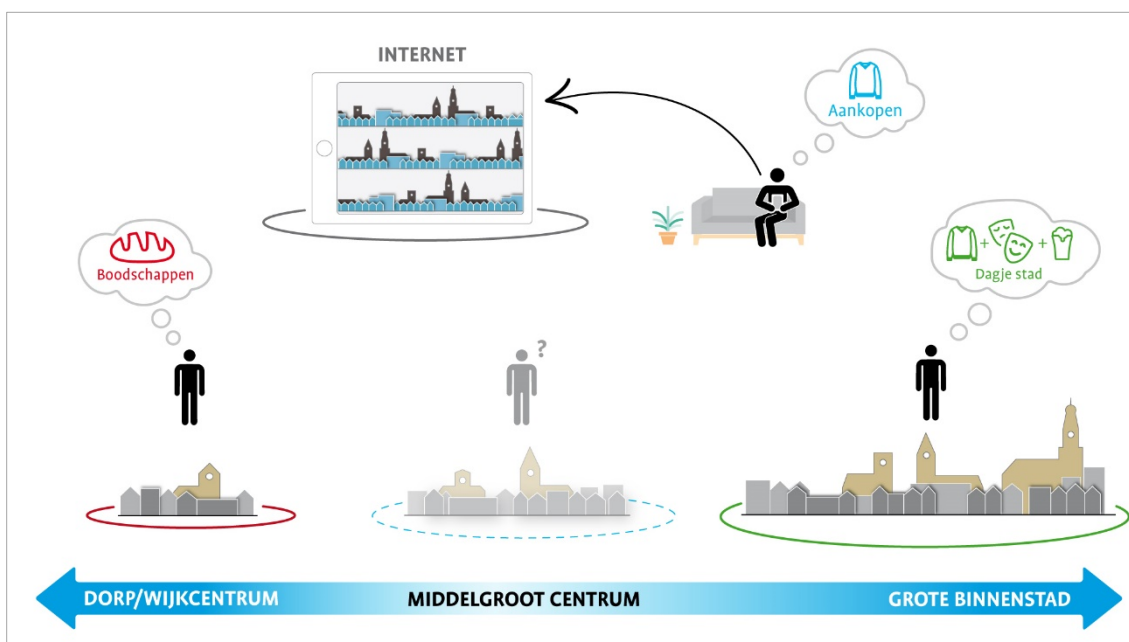 INTERNET
Aankopen
Boodschappen
+ +
Dagje stad
?
DORP/WIJKCENTRUM
MIDDELGROOT CENTRUM
GROTE BINNENSTAD